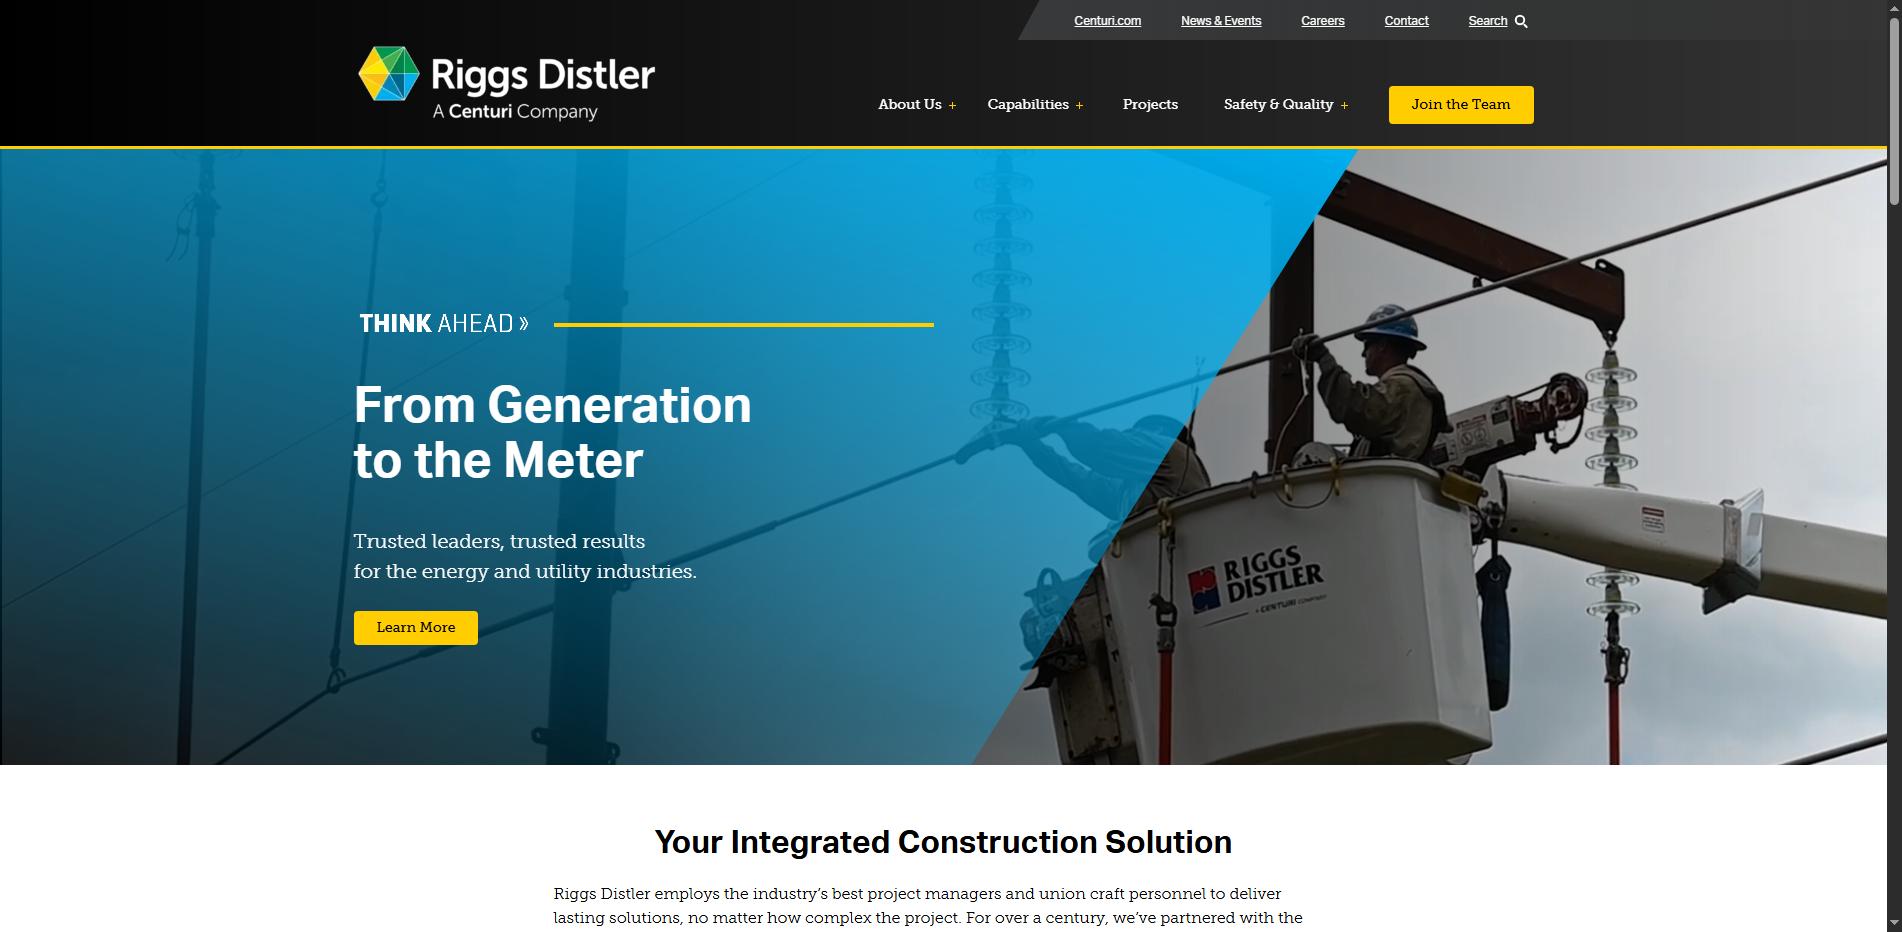 Centuri.com News & Events Careers Contact Search
Riggs Distler
A Centuri Company
About Us + Capabilities + Projects Safety & Quality + Join the Team
THINK AHEAD »
From Generation
to the Meter
Trusted leaders, trusted results
for the energy and utility industries.
Learn More
RIGGS
DISTLER
A CENTURI COMPANY
Your Integrated Construction Solution
Riggs Distler employs the industry’s best project managers and union craft personnel to deliver
lasting solutions, no matter how complex the project. For over a century, we’ve partnered with the